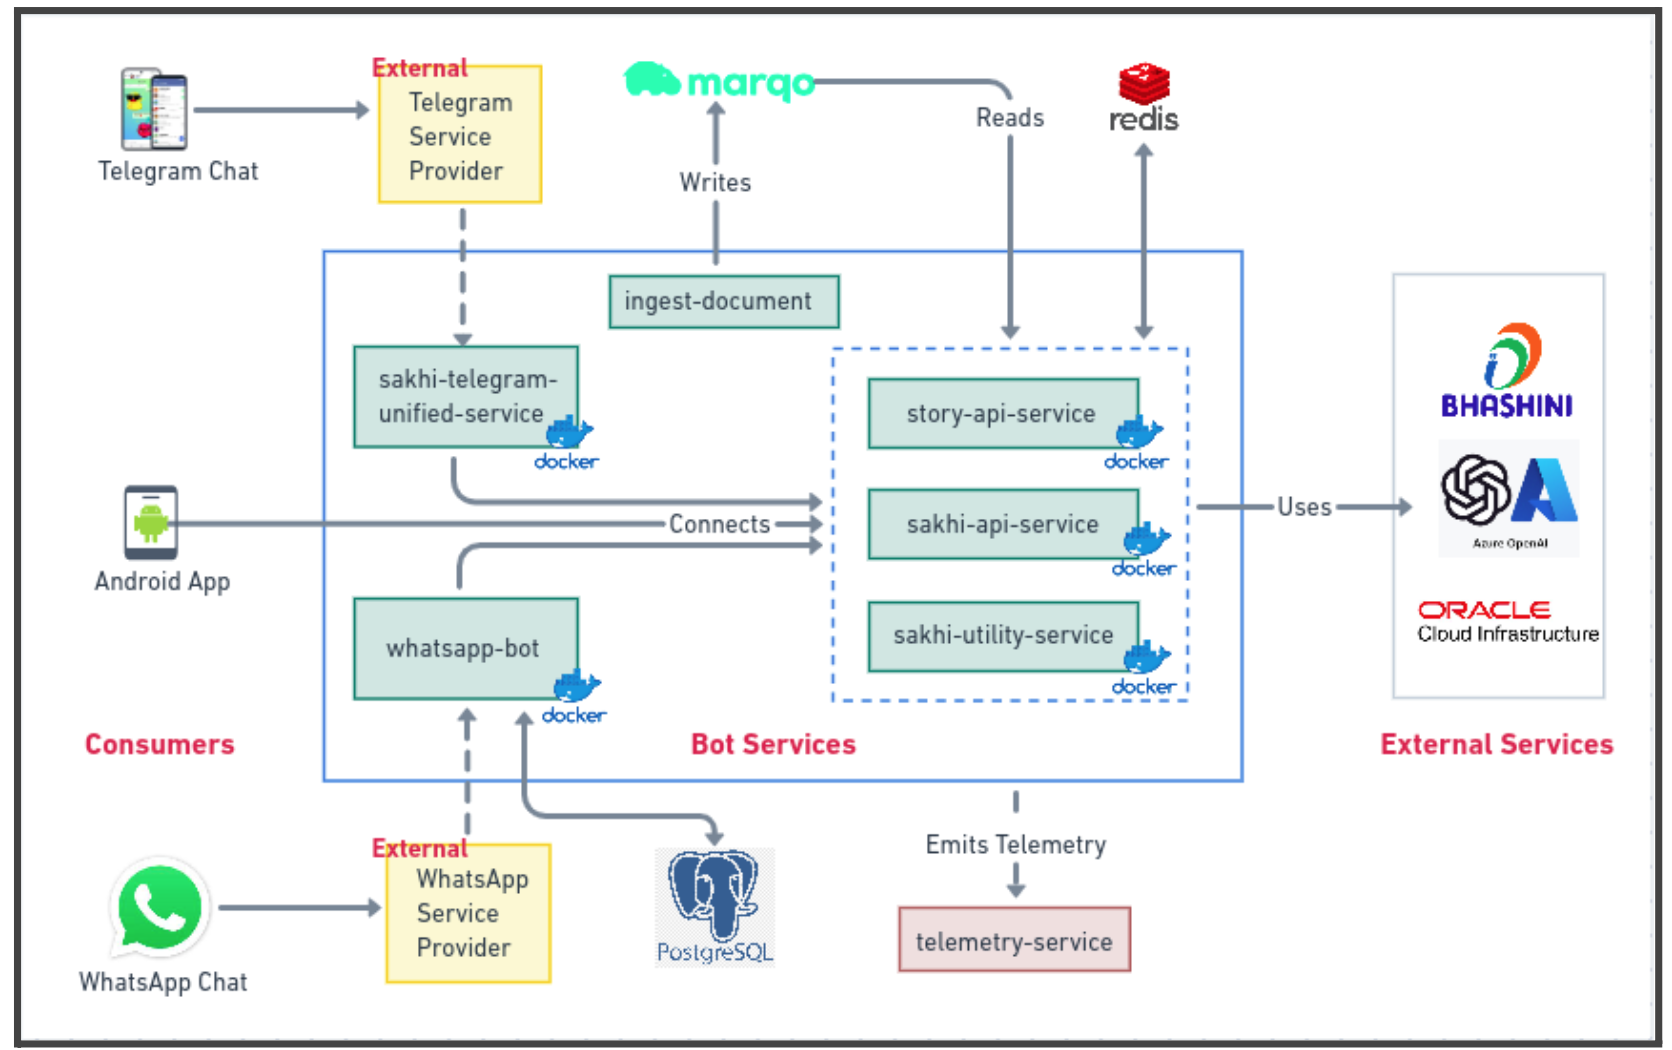 External
Telegram
Service
Provider
Telegram Chat
marqo
Reads
redis
Writes
ingest-document
sakhi-telegram-
unified-service
docker
story-api-service
docker
BHASHINI
Azure OpenAI
Uses
sakhi-api-service
docker
Connects
Android App
ORACLE
Cloud Infrastructure
whatsapp-bot
docker
sakhi-utility-service
docker
Consumers
Bot Services
External Services
External
WhatsApp
Service
Provider
WhatsApp Chat
PostgreSQL
Emits Telemetry
telemetry-service